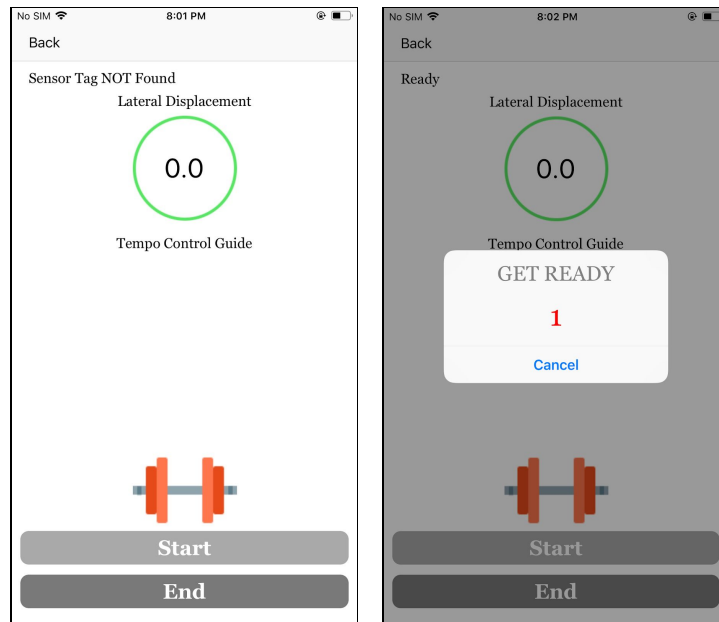 No SIM 8:01 PM
Back
Sensor Tag NOT Found
Lateral Displacement
0.0
Tempo Control Guide
Start
End
No SIM 8:02 PM
Back
Ready
Lateral Displacement
0.0
Tempo Control Guide
GET READY
1
Cancel
Start
End